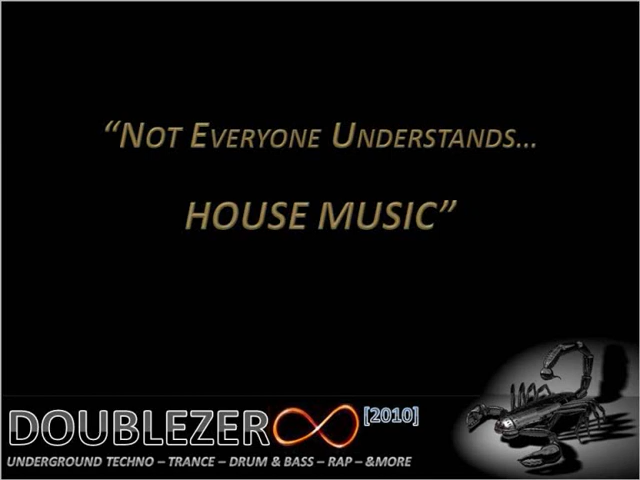 “NOT EVERYONE UNDERSTANDS...
HOUSE MUSIC”
DOUBLEZER∞ [2010]
UNDERGROUND TECHNO – TRANCE – DRUM & BASS – RAP – &MORE